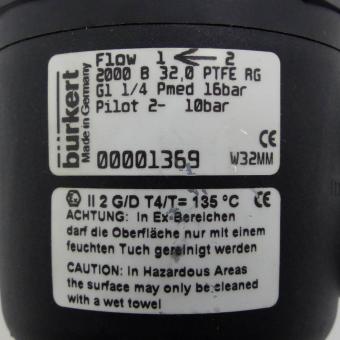 bürkert
Made in Germany
Flow 1 ← 2
2000 B 32,0 PTFE RG
G1 1/4 Pmed 16bar
Pilot 2- 10bar
CE
00001369 W32MM
Ex II 2 G/D T4/T= 135 °C CE
ACHTUNG: In Ex-Bereichen
darf die Oberfläche nur mit einem
feuchten Tuch gereinigt werden
CAUTION: In Hazardous Areas
the surface may only be cleaned
with a wet towel